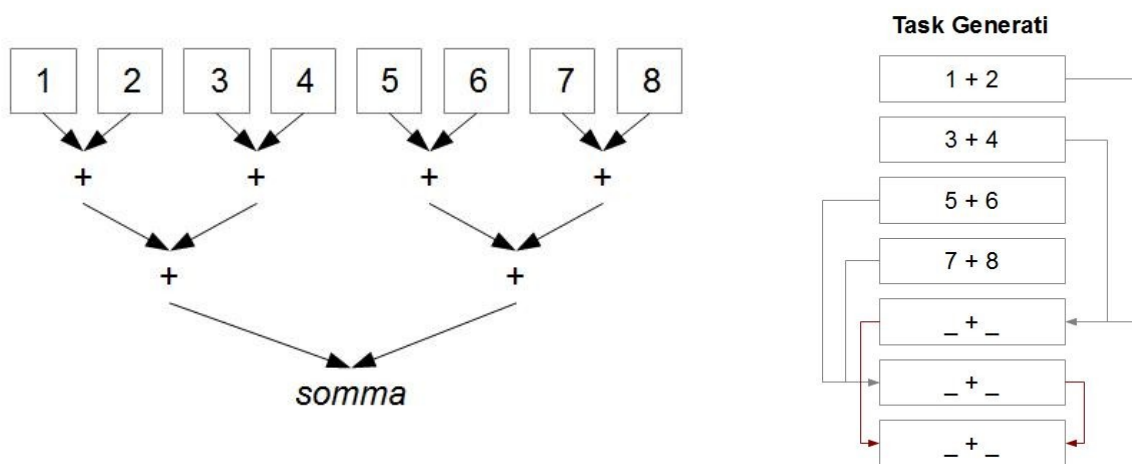 1 2 3 4 5 6 7 8
+ + + +
+ +
somma
Task Generati
1 + 2
3 + 4
5 + 6
7 + 8
_ + _
_ + _
_ + _